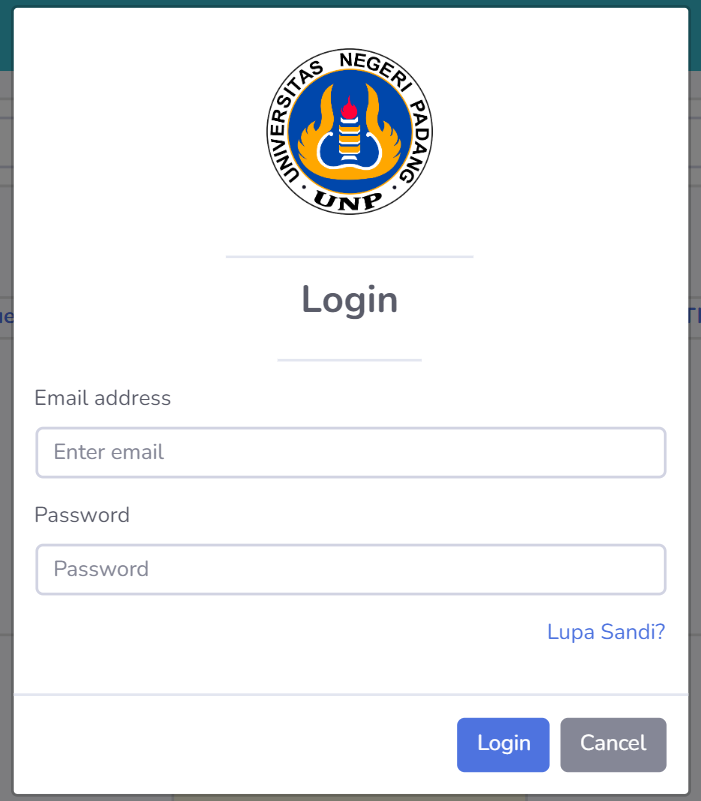 UNIVERSITAS NEGERI PADANG
UNP
Login
Email address
Enter email
Password
Password
Lupa Sandi?
Login
Cancel